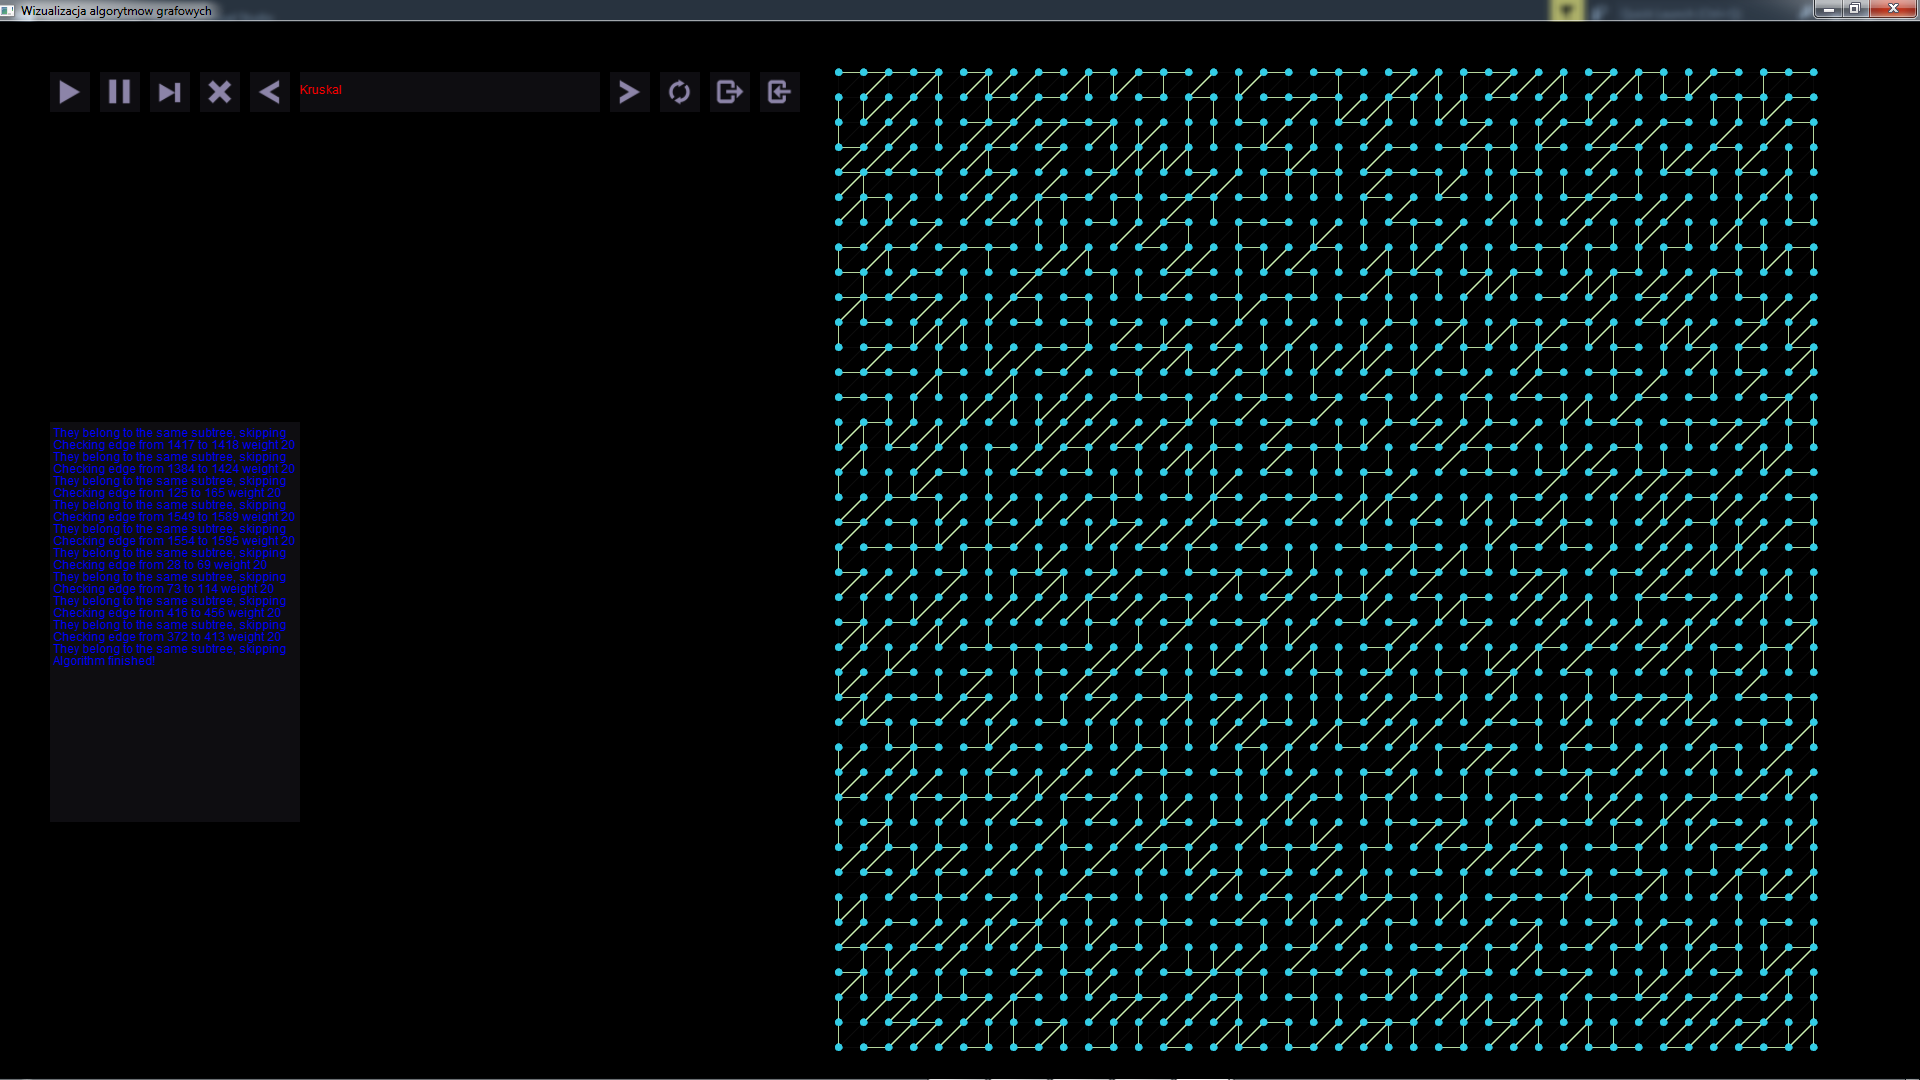 Wizualizacja algorytmow grafowych
Kruskal
They belong to the same subtree, skipping
Checking edge from 1417 to 1418 weight 20
They belong to the same subtree, skipping
Checking edge from 1384 to 1424 weight 20
They belong to the same subtree, skipping
Checking edge from 125 to 165 weight 20
They belong to the same subtree, skipping
Checking edge from 1549 to 1589 weight 20
They belong to the same subtree, skipping
Checking edge from 1554 to 1595 weight 20
They belong to the same subtree, skipping
Checking edge from 28 to 69 weight 20
They belong to the same subtree, skipping
Checking edge from 73 to 114 weight 20
They belong to the same subtree, skipping
Checking edge from 416 to 456 weight 20
They belong to the same subtree, skipping
Checking edge from 372 to 413 weight 20
They belong to the same subtree, skipping
Algorithm finished!